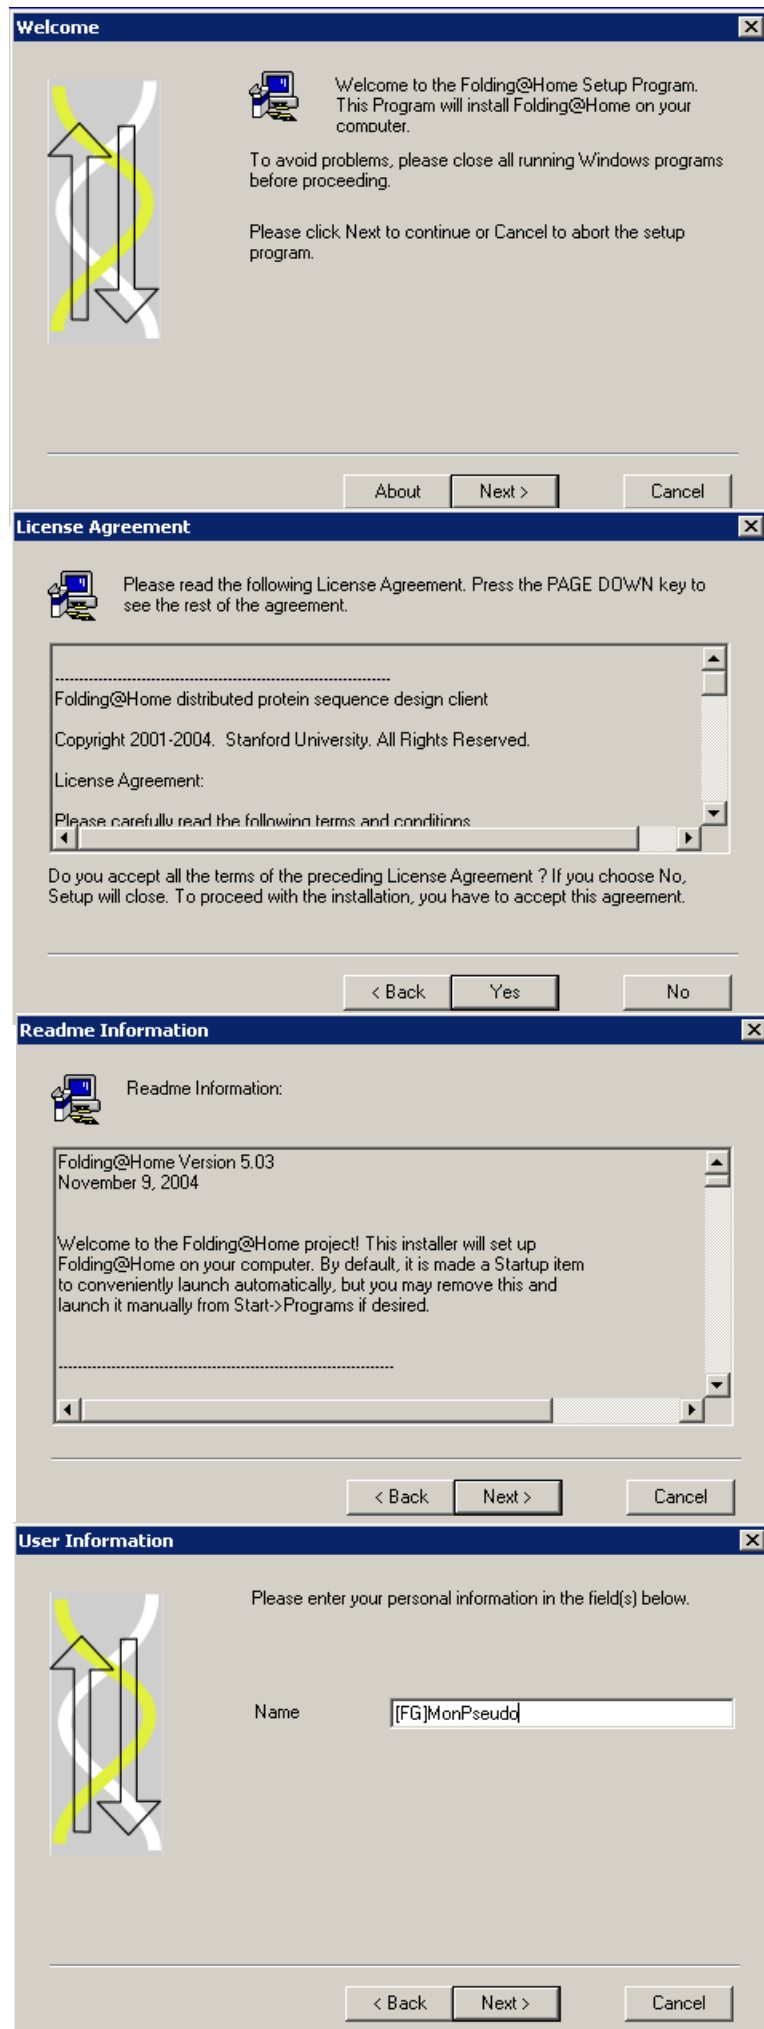 Welcome
Welcome to the Folding@Home Setup Program.
This Program will install Folding@Home on your
computer.
To avoid problems, please close all running Windows programs
before proceeding.
Please click Next to continue or Cancel to abort the setup
program.
About
Next >
Cancel
License Agreement
Please read the following License Agreement. Press the PAGE DOWN key to
see the rest of the agreement.
----------------------------------------------------------------------
Folding@Home distributed protein sequence design client
Copyright 2001-2004.  Stanford University. All Rights Reserved.
License Agreement:
Please carefully read the following terms and conditions
Do you accept all the terms of the preceding License Agreement ? If you choose No,
Setup will close. To proceed with the installation, you have to accept this agreement.
< Back
Yes
No
Readme Information
Readme Information:
Folding@Home Version 5.03
November 9, 2004
Welcome to the Folding@Home project! This installer will set up
Folding@Home on your computer. By default, it is made a Startup item
to conveniently launch automatically, but you may remove this and
launch it manually from Start->Programs if desired.
----------------------------------------------------------------------
< Back
Next >
Cancel
User Information
Please enter your personal information in the field(s) below.
Name
[FG]MonPseudo
< Back
Next >
Cancel